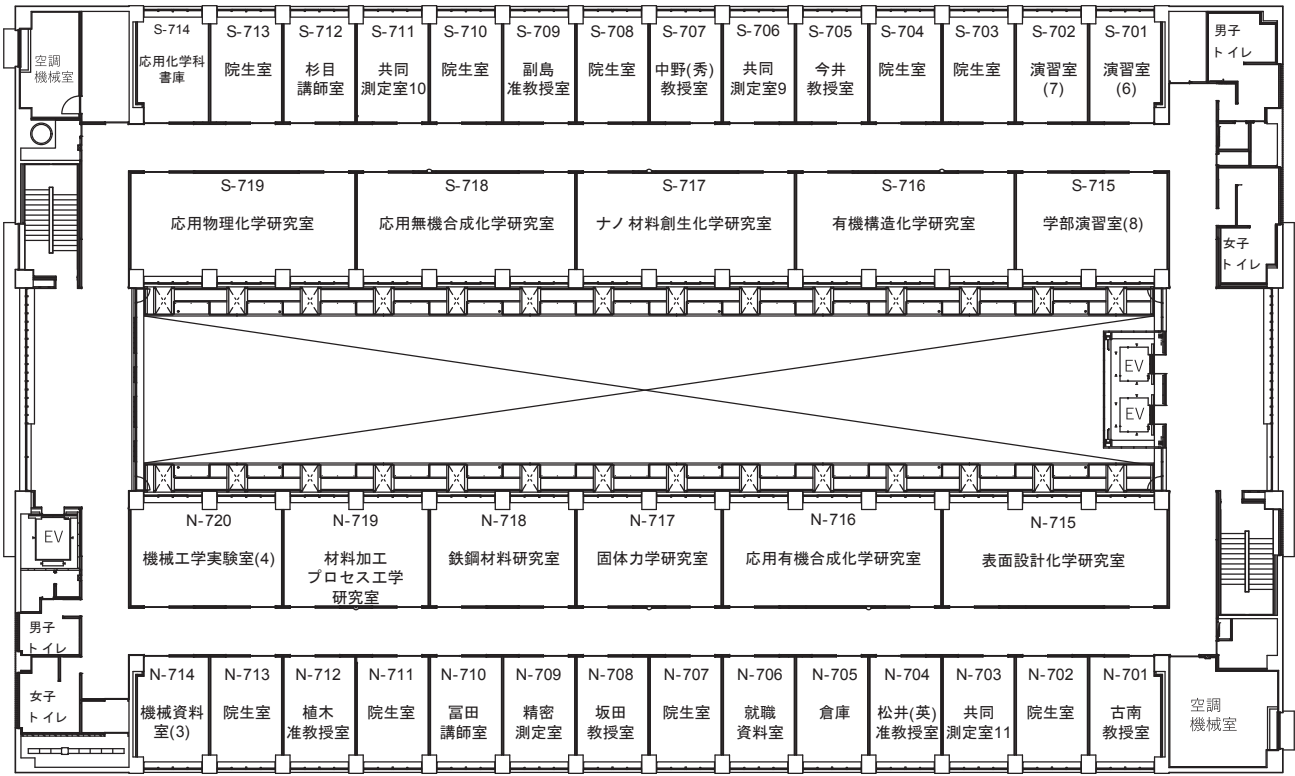 空調
機械室
S-714
応用化学科
書庫
S-713
院生室
S-712
杉目
講師室
S-711
共同
測定室10
S-710
院生室
S-709
副島
准教授室
S-708
院生室
S-707
中野(秀)
教授室
S-706
共同
測定室9
S-705
今井
教授室
S-704
院生室
S-703
院生室
S-702
演習室
(7)
S-701
演習室
(6)
男子
トイレ
S-719
応用物理化学研究室
S-718
応用無機合成化学研究室
S-717
ナノ材料創生化学研究室
S-716
有機構造化学研究室
S-715
学部演習室(8)
女子
トイレ
EV
EV
EV
N-720
機械工学実験室(4)
N-719
材料加工
プロセス工学
研究室
N-718
鉄鋼材料研究室
N-717
固体力学研究室
N-716
応用有機合成化学研究室
N-715
表面設計化学研究室
男子
トイレ
女子
トイレ
N-714
機械資料
室(3)
N-713
院生室
N-712
植木
准教授室
N-711
院生室
N-710
冨田
講師室
N-709
精密
測定室
N-708
坂田
教授室
N-707
院生室
N-706
就職
資料室
N-705
倉庫
N-704
松井(英)
准教授室
N-703
共同
測定室11
N-702
院生室
N-701
古南
教授室
空調
機械室